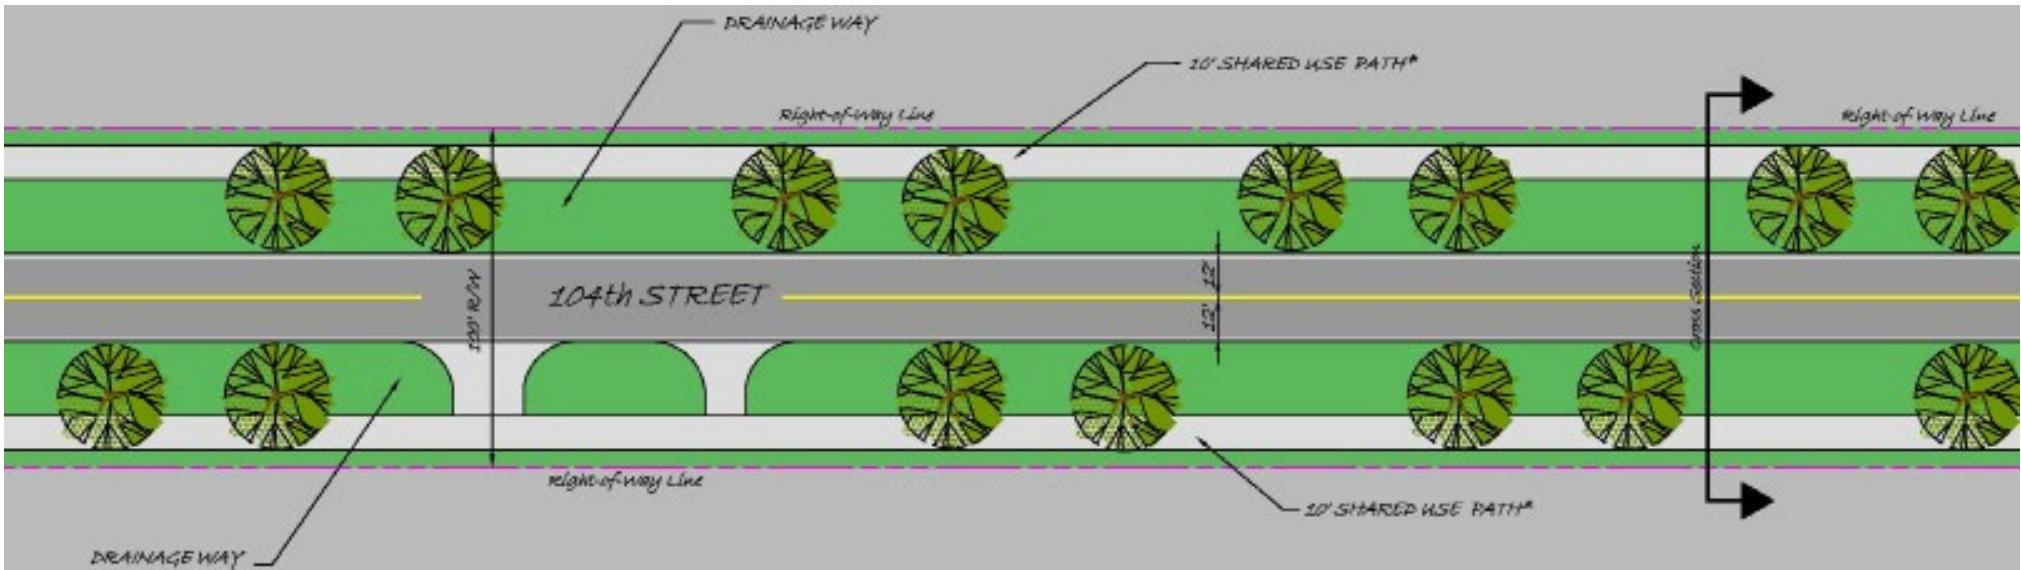 DRAINAGE WAY
10' SHARED USE PATH*
Right-of-Way Line
Right-of-Way Line
104th STREET
100' R/W
12'
12'
Cross Section
Right-of-Way Line
10' SHARED USE PATH*
DRAINAGE WAY